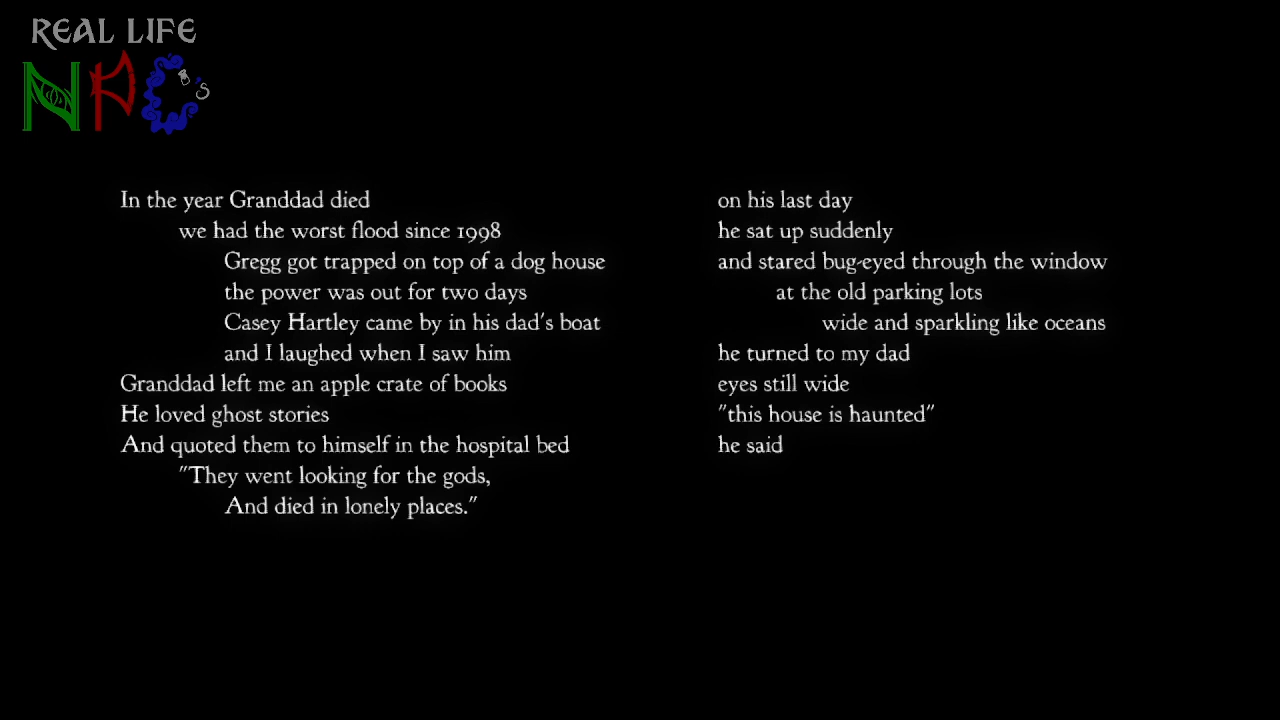 REAL LIFE
NPC's
In the year Granddad died
we had the worst flood since 1998
Gregg got trapped on top of a dog house
the power was out for two days
Casey Hartley came by in his dad's boat
and I laughed when I saw him
Granddad left me an apple crate of books
He loved ghost stories
And quoted them to himself in the hospital bed
"They went looking for the gods,
And died in lonely places."
on his last day
he sat up suddenly
and stared bug-eyed through the window
at the old parking lots
wide and sparkling like oceans
he turned to my dad
eyes still wide
"this house is haunted"
he said